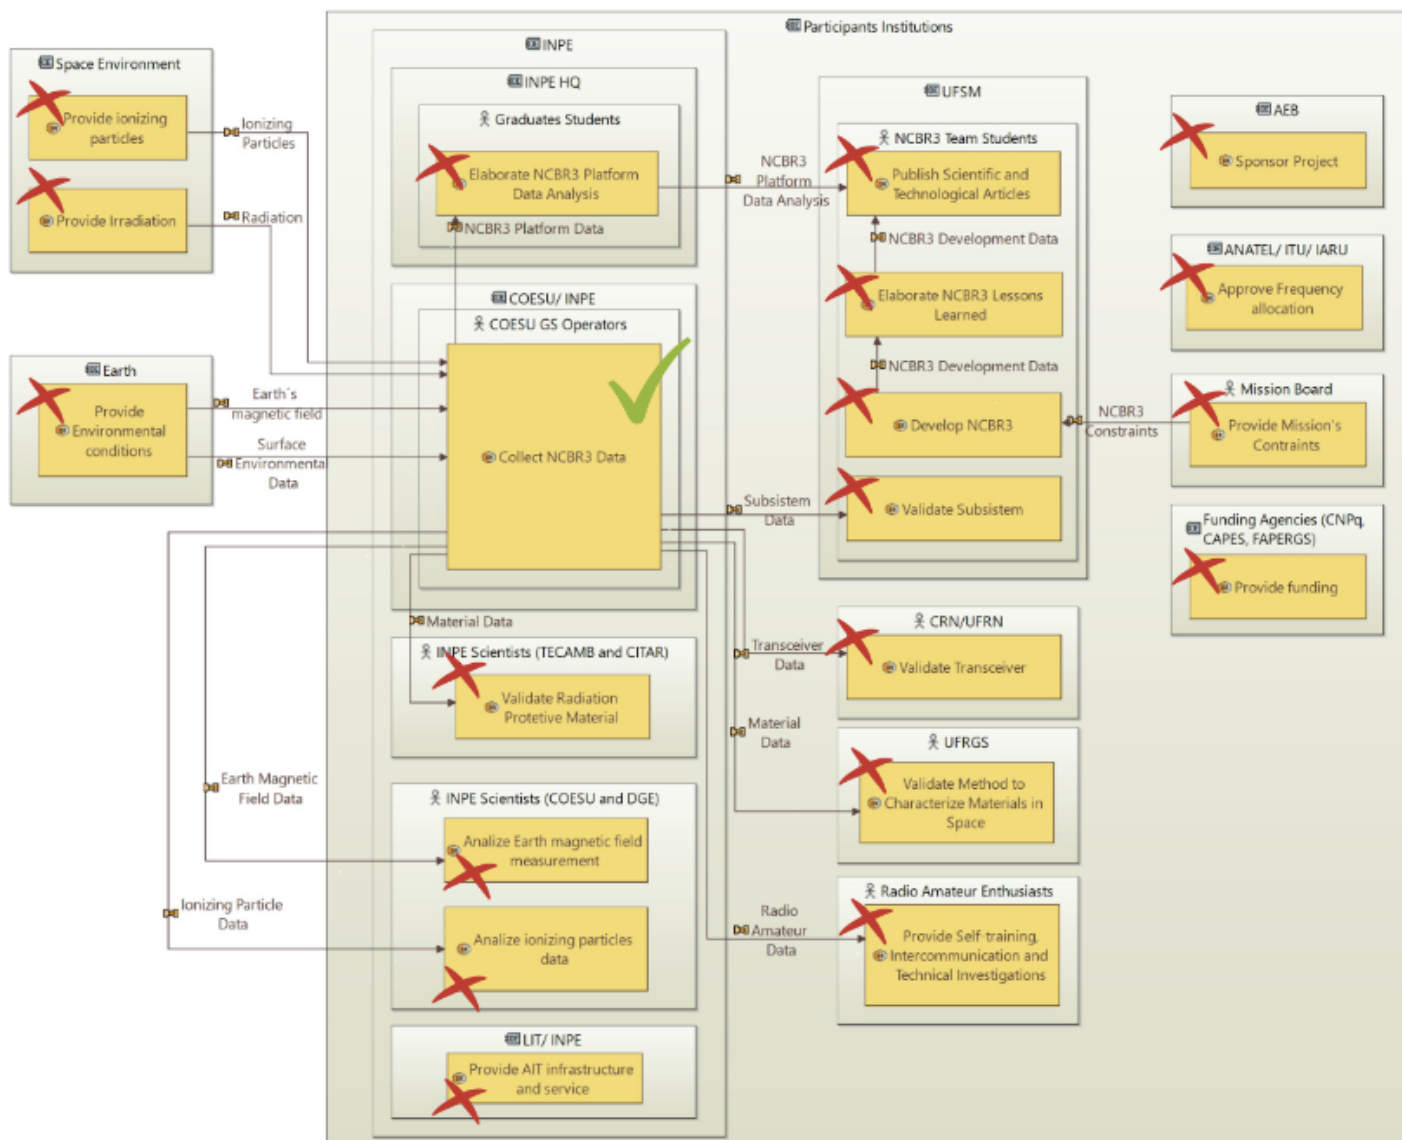 Participants Institutions
Space Environment
Provide ionizing
particles
Provide Irradiation
Ionizing
Particles
Radiation
Earth
Provide
Environmental
conditions
Earth´s
magnetic field
Surface
Environmental
Data
INPE
INPE HQ
Graduates Students
Elaborate NCBR3 Platform
Data Analysis
NCBR3 Platform Data
COESU/ INPE
COESU GS Operators
Collect NCBR3 Data
Material Data
INPE Scientists (TECAMB and CITAR)
Validate Radiation
Protetive Material
Earth Magnetic
Field Data
INPE Scientists (COESU and DGE)
Analize Earth magnetic field
measurement
Ionizing Particle
Data
Analize ionizing particles
data
LIT/ INPE
Provide AIT infrastructure
and service
NCBR3
Platform
Data Analysis
UFSM
NCBR3 Team Students
Publish Scientific and
Technological Articles
NCBR3 Development Data
Elaborate NCBR3 Lessons
Learned
NCBR3 Development Data
Develop NCBR3
Subsistem
Data
Validate Subsistem
Transceiver
Data
CRN/UFRN
Validate Transceiver
Material
Data
UFRGS
Validate Method to
Characterize Materials in
Space
Radio
Amateur
Data
Radio Amateur Enthusiasts
Provide Self-training,
Intercommunication and
Technical Investigations
AEB
Sponsor Project
ANATEL/ ITU/ IARU
Approve Frequency
allocation
NCBR3
Constraints
Mission Board
Provide Mission's
Contraints
Funding Agencies (CNPq,
CAPES, FAPERGS)
Provide funding